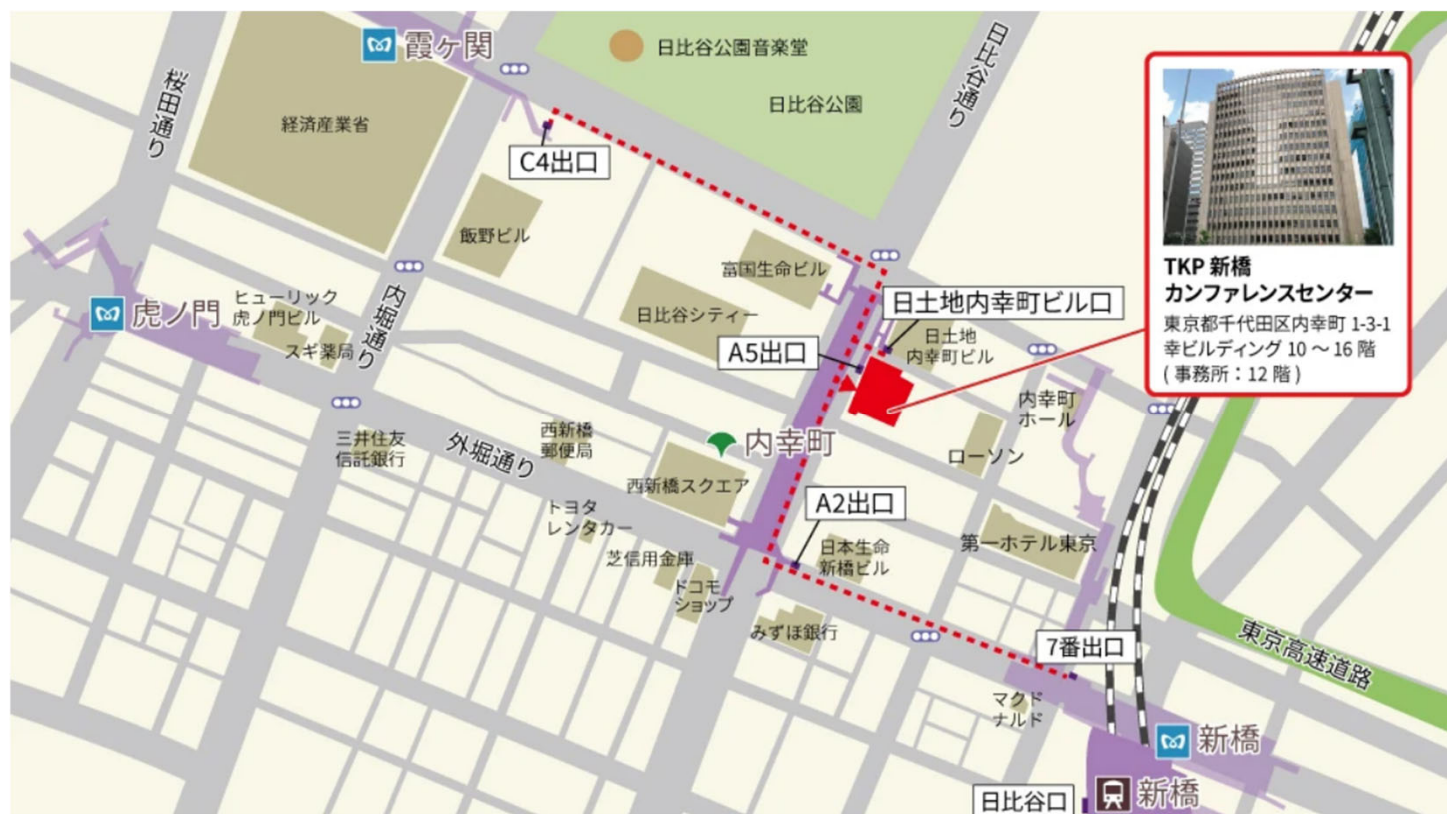 霞ヶ関
日比谷公園音楽堂
日比谷公園
日比谷通り
桜田通り
経済産業省
C4出口
飯野ビル
富国生命ビル
日比谷シティー
日土地内幸町ビル口
日土地
内幸町ビル
A5出口
TKP 新橋
カンファレンスセンター
東京都千代田区内幸町 1-3-1
幸ビルディング 10 ～ 16 階
( 事務所：12 階 )
虎ノ門
ヒューリック
虎ノ門ビル
スギ薬局
内堀通り
内幸町
ホール
三井住友
信託銀行
外堀通り
西新橋
郵便局
内幸町
ローソン
西新橋スクエア
A2出口
トヨタ
レンタカー
芝信用金庫
ドコモ
ショップ
日本生命
新橋ビル
第一ホテル東京
みずほ銀行
7番出口
東京高速道路
マクド
ナルド
新橋
新橋
日比谷口